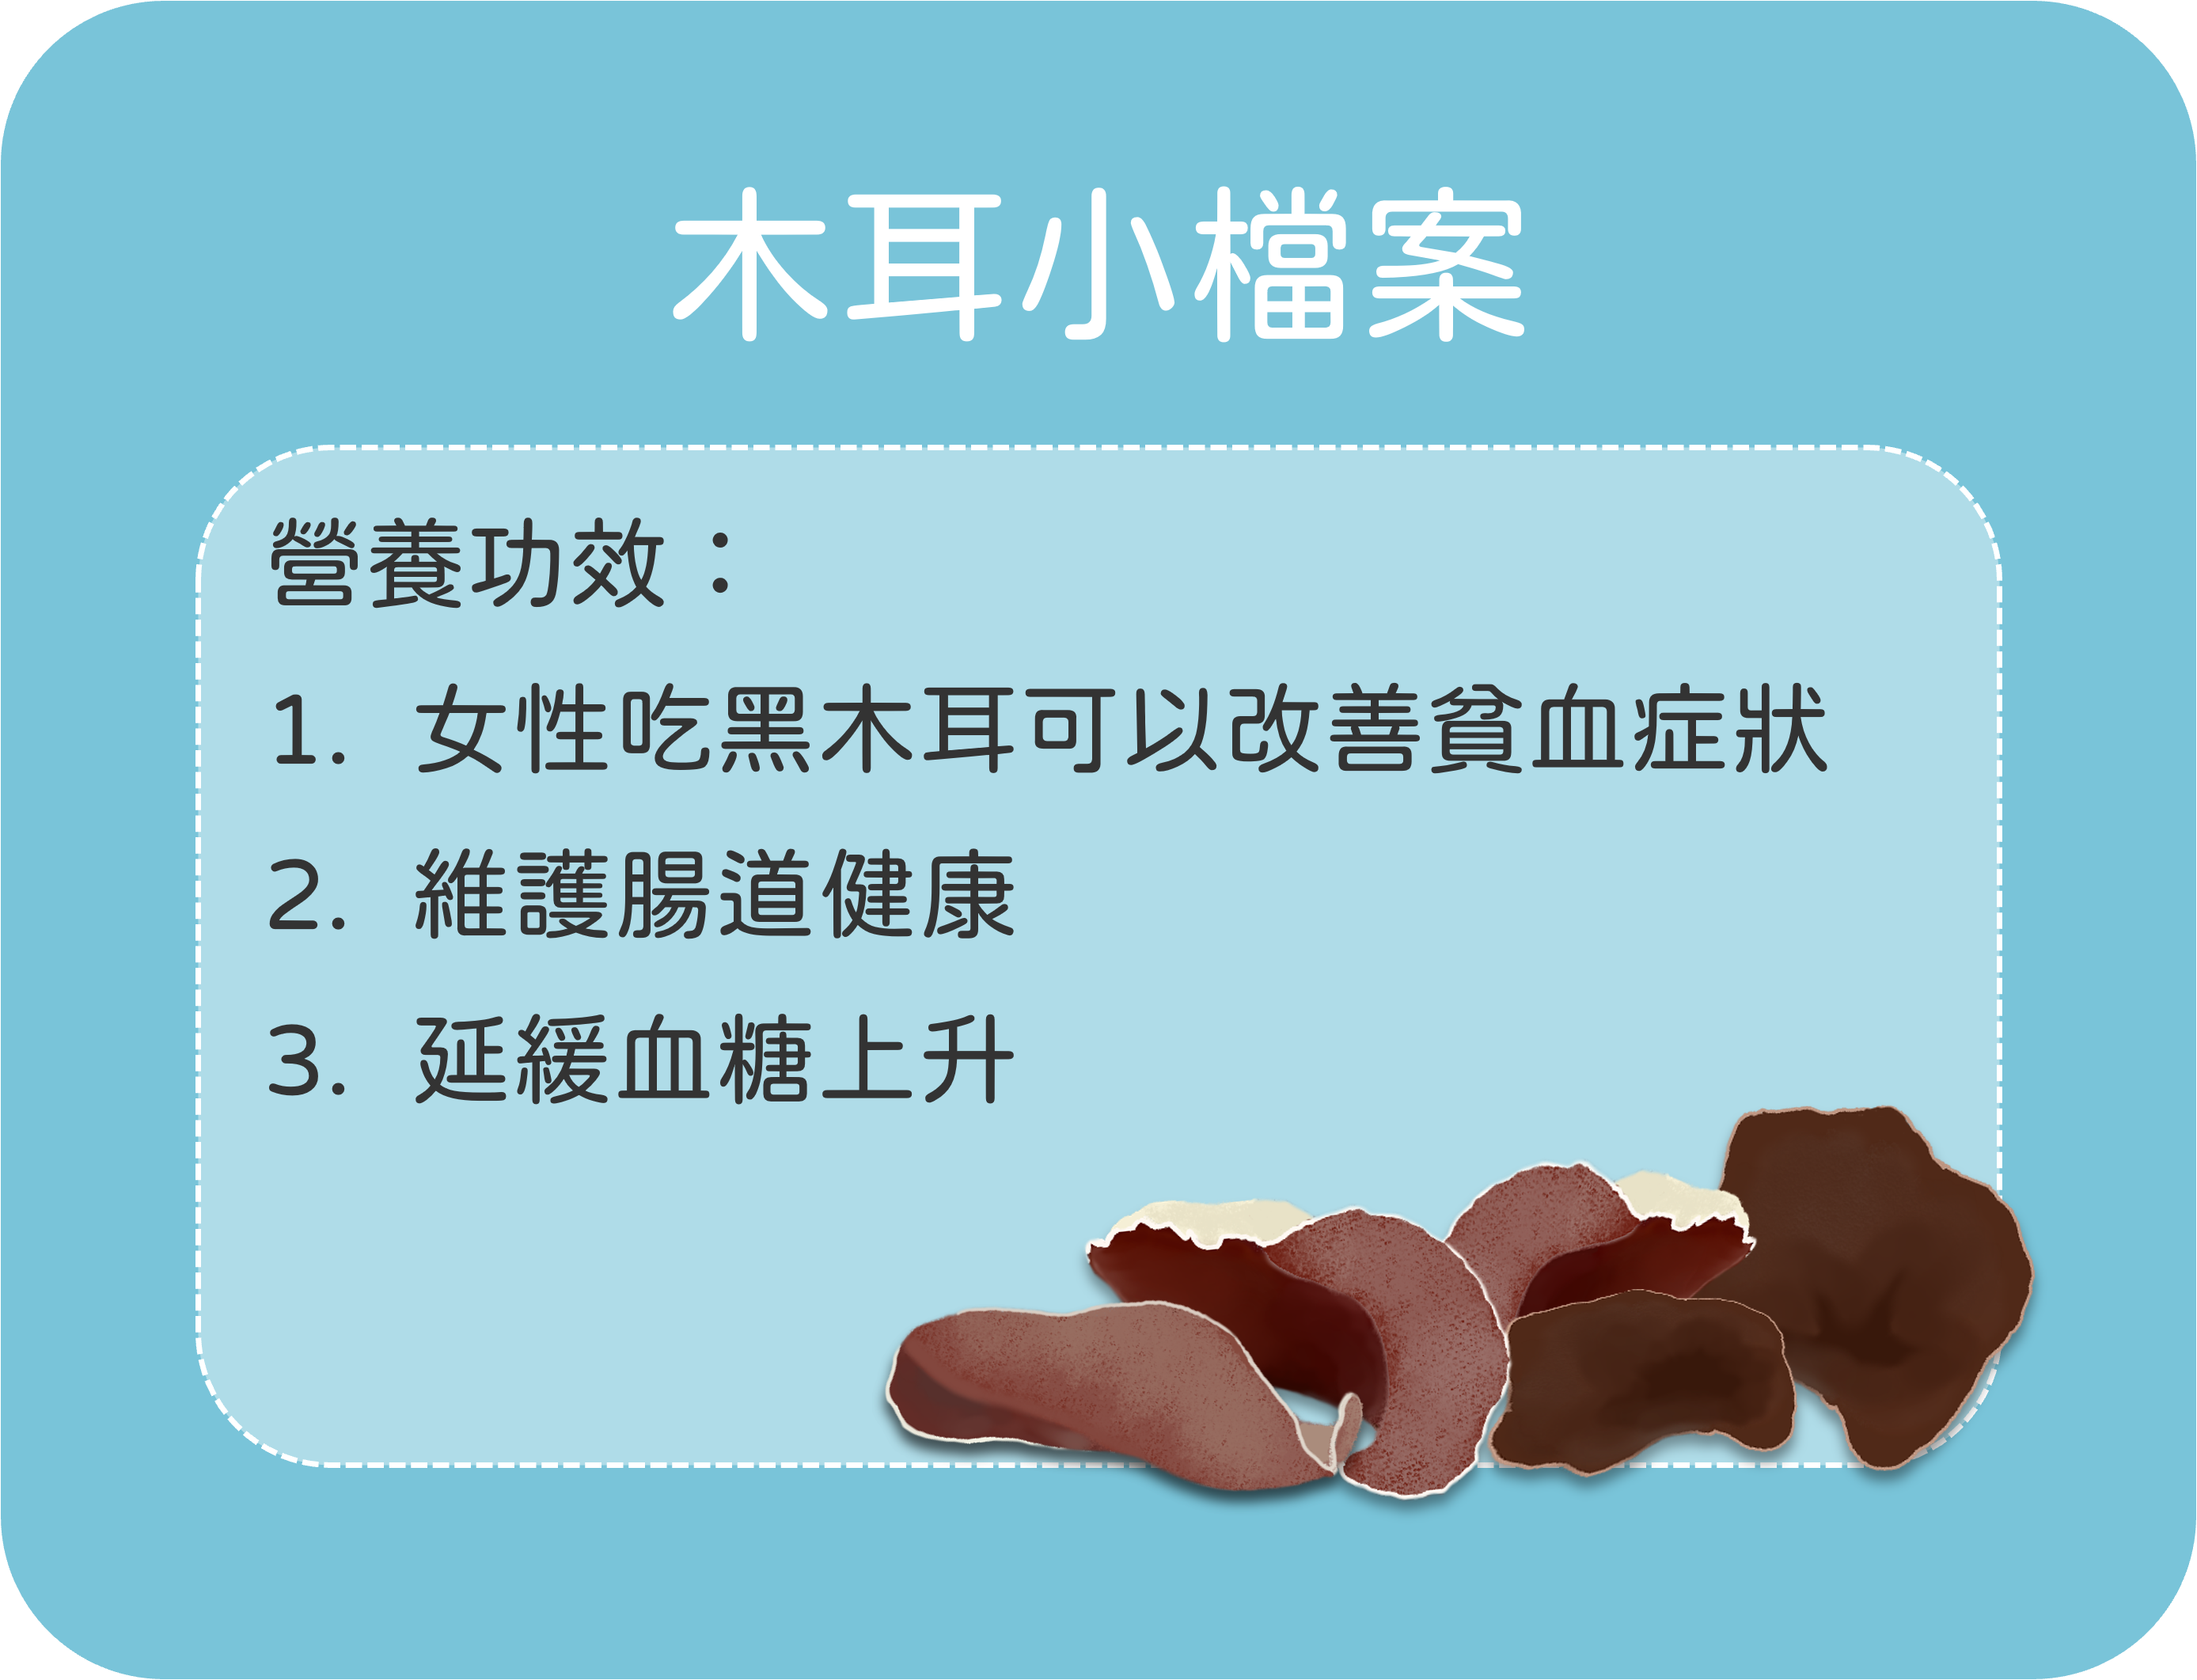 木耳小檔案
營養功效：
1. 女性吃黑木耳可以改善貧血症狀
2. 維護腸道健康
3. 延緩血糖上升